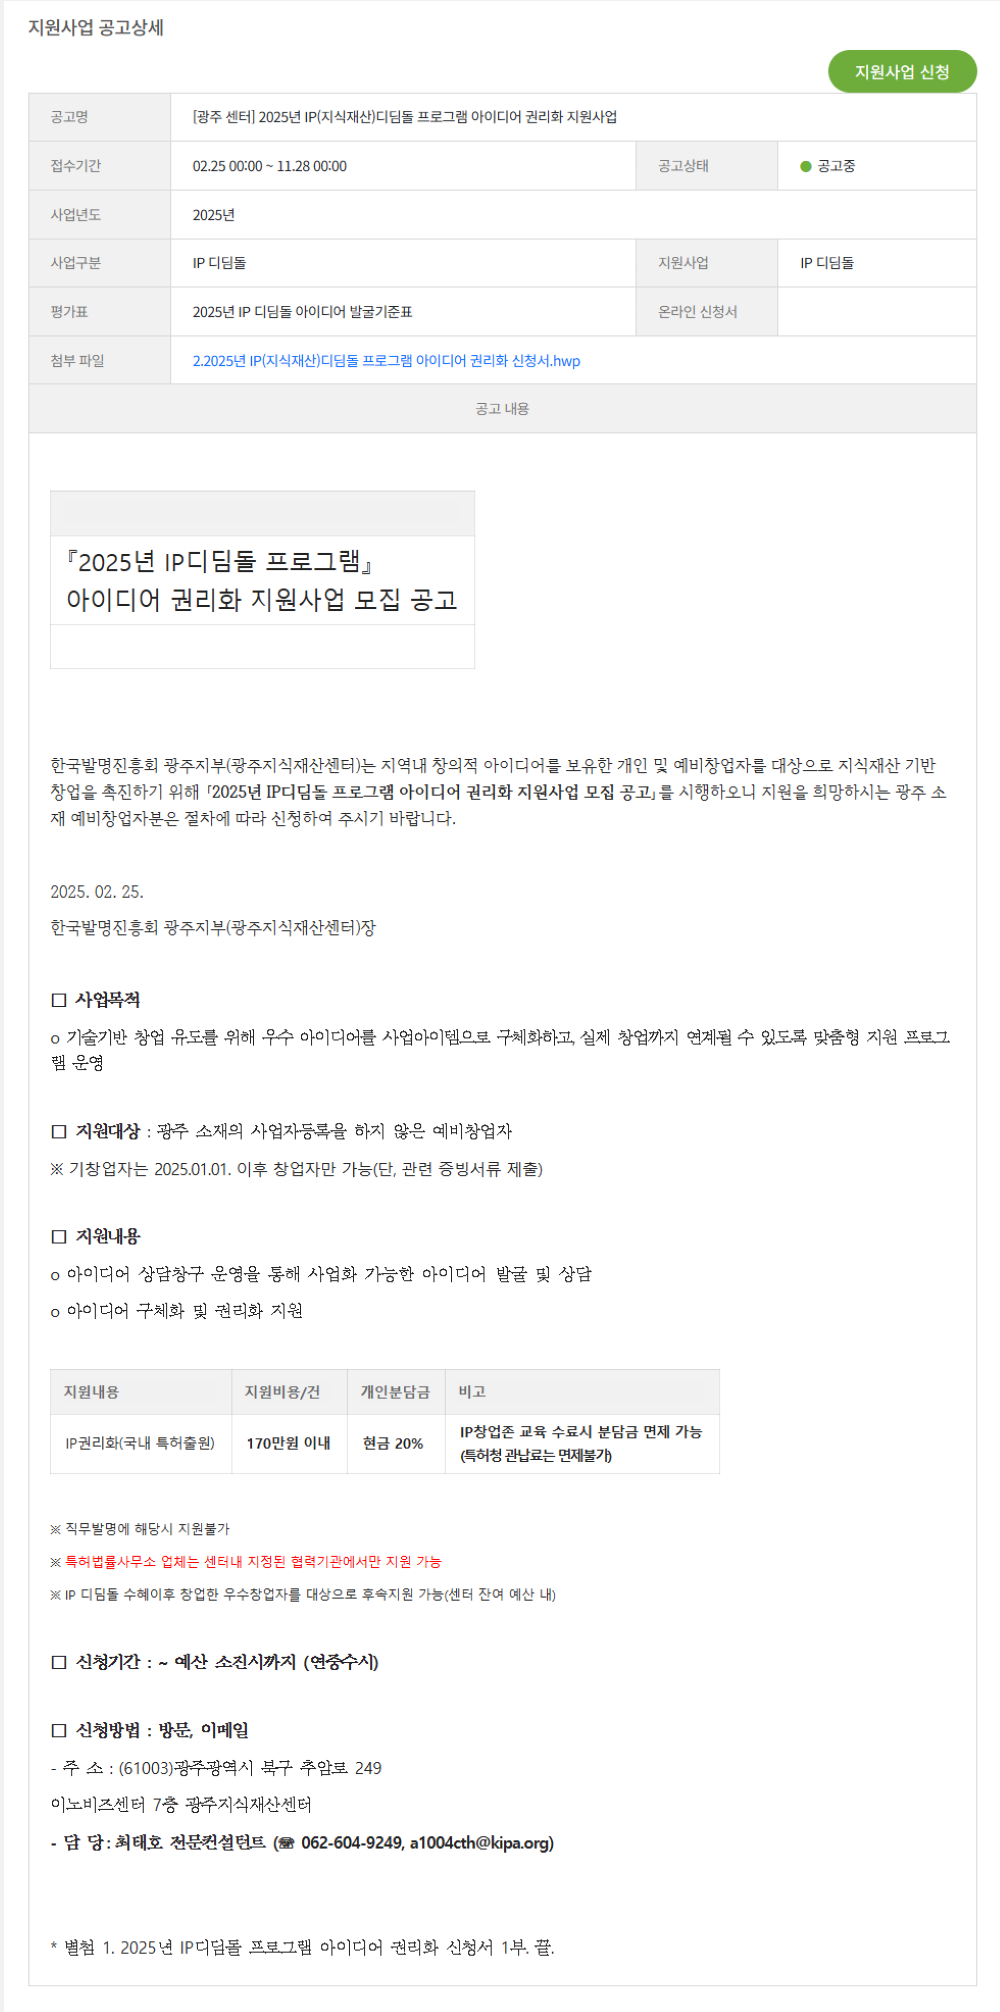 지원사업 공고상세
지원사업 신청
공고명 [광주 센터] 2025년 IP(지식재산)디딤돌 프로그램 아이디어 권리화 지원사업
접수기간 02.25 00:00 ~ 11.28 00:00 공고상태 ● 공고중
사업년도 2025년
사업구분 IP 디딤돌 지원사업 IP 디딤돌
평가표 2025년 IP 디딤돌 아이디어 발굴기준표 온라인 신청서
첨부 파일 2.2025년 IP(지식재산)디딤돌 프로그램 아이디어 권리화 신청서.hwp
공고 내용
『2025년 IP디딤돌 프로그램』
아이디어 권리화 지원사업 모집 공고
한국발명진흥회 광주지부(광주지식재산센터)는 지역내 창의적 아이디어를 보유한 개인 및 예비창업자를 대상으로 지식재산 기반
창업을 촉진하기 위해 「2025년 IP디딤돌 프로그램 아이디어 권리화 지원사업 모집 공고」를 시행하오니 지원을 희망하시는 광주 소
재 예비창업자분은 절차에 따라 신청하여 주시기 바랍니다.
2025. 02. 25.
한국발명진흥회 광주지부(광주지식재산센터)장
□ 사업목적
o 기술기반 창업 유도를 위해 우수 아이디어를 사업아이템으로 구체화하고, 실제 창업까지 연계될 수 있도록 맞춤형 지원 프로그
램 운영
□ 지원대상 : 광주 소재의 사업자등록을 하지 않은 예비창업자
※ 기창업자는 2025.01.01. 이후 창업자만 가능(단, 관련 증빙서류 제출)
□ 지원내용
o 아이디어 상담창구 운영을 통해 사업화 가능한 아이디어 발굴 및 상담
o 아이디어 구체화 및 권리화 지원
지원내용 지원비용/건 개인분담금 비고
IP권리화(국내 특허출원) 170만원 이내 현금 20% IP창업존 교육 수료시 분담금 면제 가능
(특허청 관납료는 면제불가)
※ 직무발명에 해당시 지원불가
※ 특허법률사무소 업체는 센터내 지정된 협력기관에서만 지원 가능
※ IP 디딤돌 수혜이후 창업한 우수창업자를 대상으로 후속지원 가능(센터 잔여 예산 내)
□ 신청기간 : ~ 예산 소진시까지 (연중수시)
□ 신청방법 : 방문, 이메일
- 주 소 : (61003)광주광역시 북구 추암로 249
이노비즈센터 7층 광주지식재산센터
- 담 당 : 최태호 전문컨설턴트 (☎ 062-604-9249, a1004cth@kipa.org)
* 별첨 1. 2025년 IP디딤돌 프로그램 아이디어 권리화 신청서 1부. 끝.